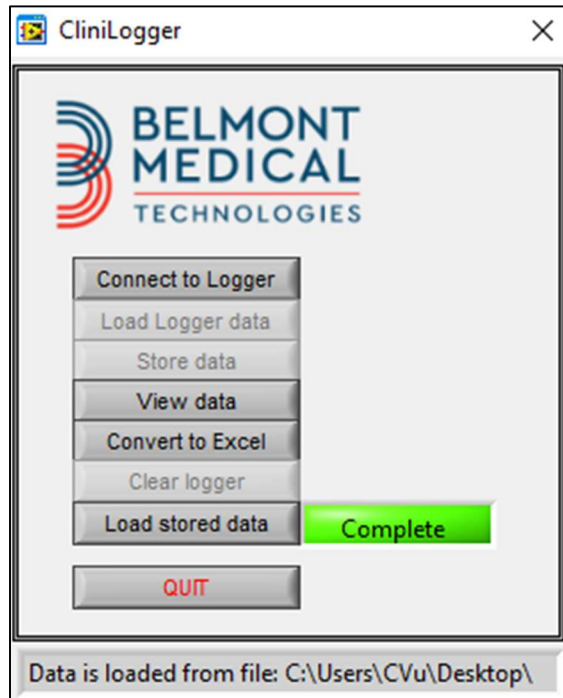 CliniLogger
BELMONT
MEDICAL
TECHNOLOGIES
Connect to Logger
Load Logger data
Store data
View data
Convert to Excel
Clear logger
Load stored data
Complete
QUIT
Data is loaded from file: C:\Users\CVu\Desktop\